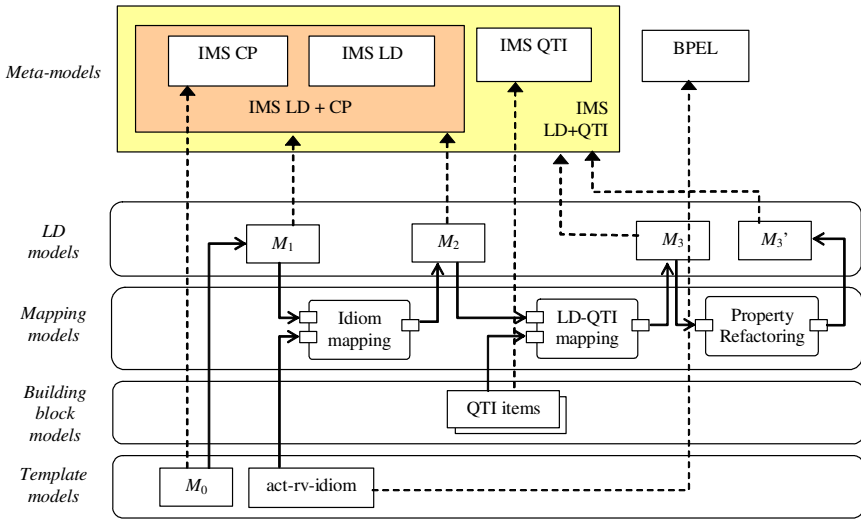 Meta-models
IMS CP
IMS LD
IMS QTI
BPEL
IMS LD + CP
IMS
LD+QTI
LD
models
M1
M2
M3
M3’
Mapping
models
Idiom
mapping
LD-QTI
mapping
Property
Refactoring
Building
block
models
QTI items
Template
models
M0
act-rv-idiom